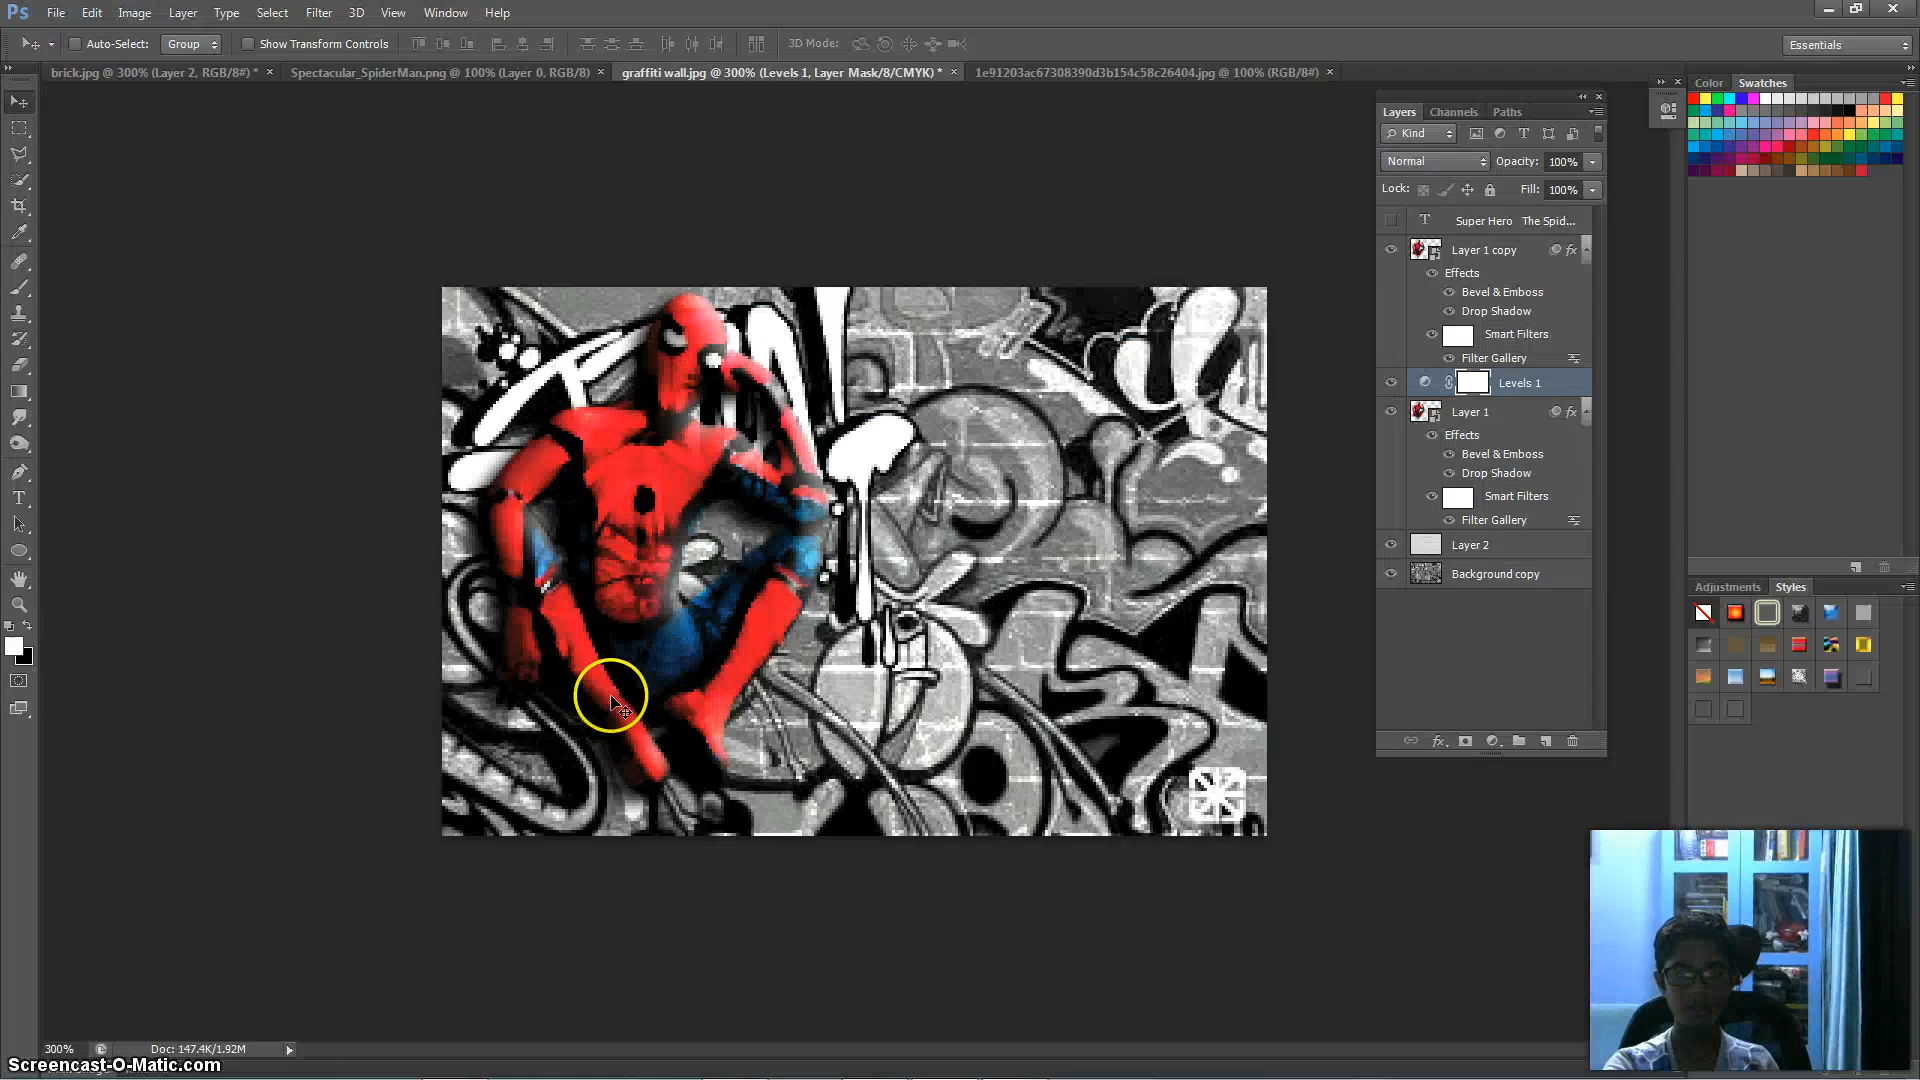 Ps File Edit Image Layer Type Select Filter 3D View Window Help
Auto-Select: Group Show Transform Controls 3D Mode: Essentials
brick.jpg @ 300% (Layer 2, RGB/8#) * × Spectacular_SpiderMan.png @ 100% (Layer 0, RGB/8) × graffiti wall.jpg @ 300% (Levels 1, Layer Mask/8/CMYK) * × 1e91203ac67308390d3b154c58c26404.jpg @ 100% (RGB/8#) ×
Color Swatches
Layers Channels Paths
Kind
Normal Opacity: 100%
Lock: Fill: 100%
T Super Hero The Spid...
Layer 1 copy fx
Effects
Bevel & Emboss
Drop Shadow
Smart Filters
Filter Gallery
Levels 1
Layer 1 fx
Effects
Bevel & Emboss
Drop Shadow
Smart Filters
Filter Gallery
Layer 2
Background copy
fx.
Adjustments Styles
300% Doc: 147.4K/1.92M
Screencast-O-Matic.com